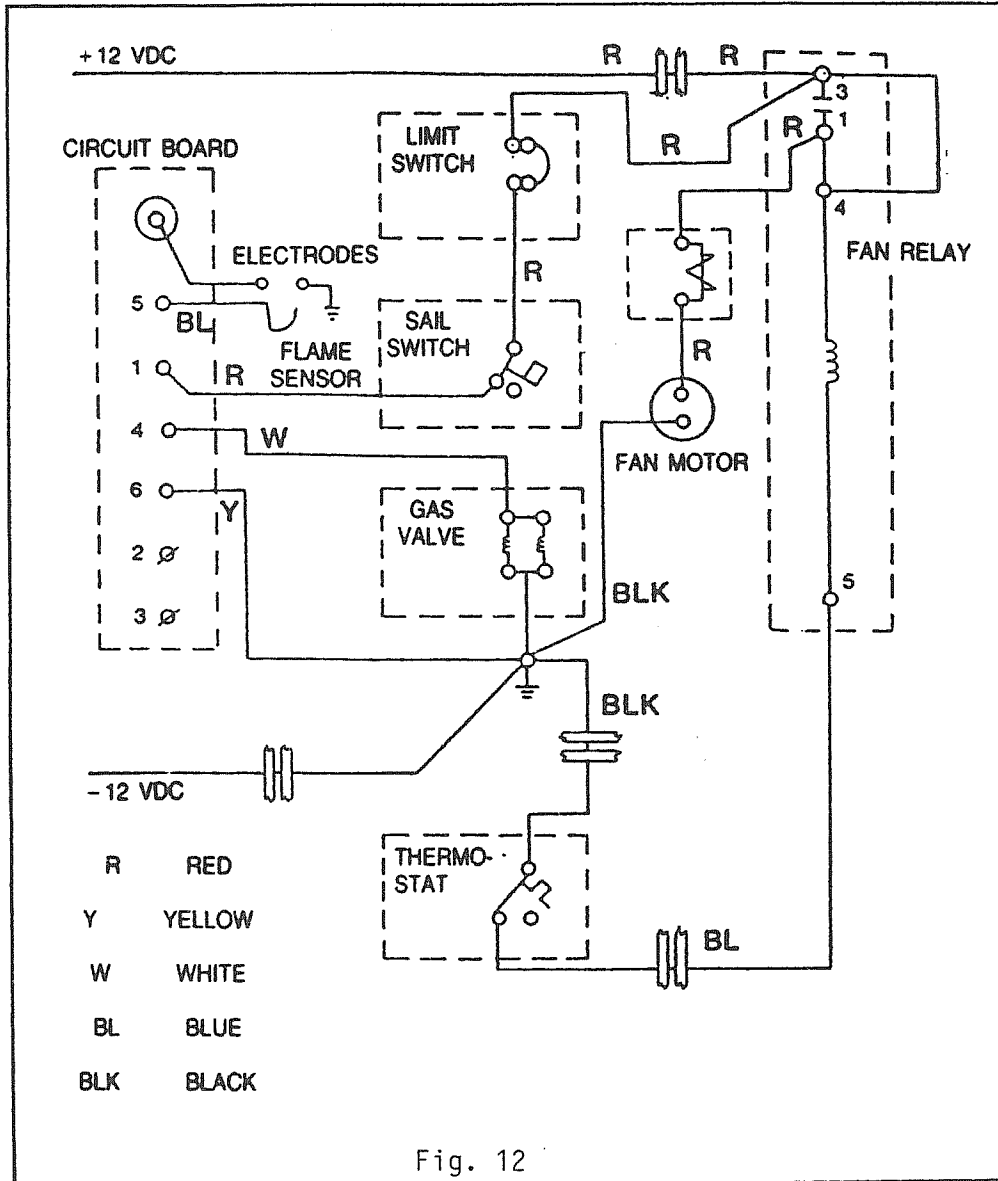 +12 VDC
R
R
3
1
R
4
FAN RELAY
5
CIRCUIT BOARD
LIMIT
SWITCH
R
ELECTRODES
R
5
BL
SAIL
SWITCH
FLAME
SENSOR
1
R
R
FAN MOTOR
4
W
6
Y
GAS
VALVE
2
3
BLK
BLK
-12 VDC
THERMO-
STAT
BL
R RED
Y YELLOW
W WHITE
BL BLUE
BLK BLACK
Fig. 12